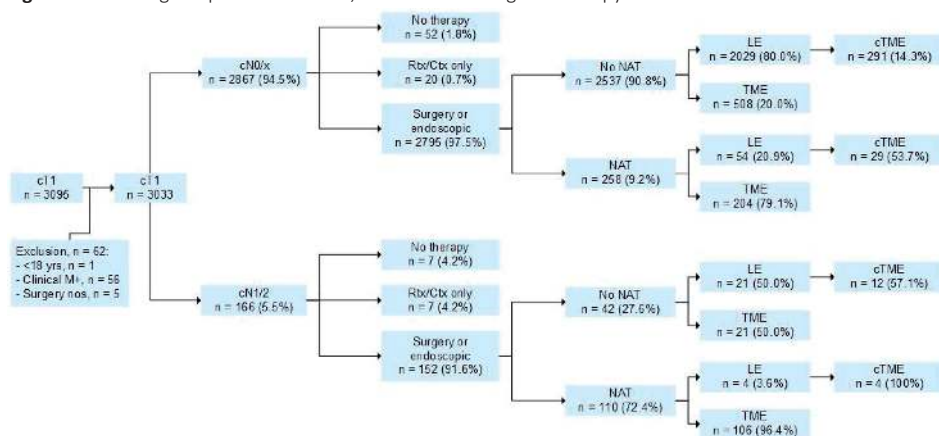 cT1
n = 3095
Exclusion, n = 62:
- <18 yrs, n = 1
- Clinical M+, n = 56
- Surgery nos, n = 5
cT1
n = 3033
cN0/x
n = 2867 (94.5%)
No therapy
n = 52 (1.8%)
Rtx/Ctx only
n = 20 (0.7%)
Surgery or
endoscopic
n = 2795 (97.5%)
No NAT
n = 2537 (90.8%)
LE
n = 2029 (80.0%)
cTME
n = 291 (14.3%)
TME
n = 508 (20.0%)
NAT
n = 258 (9.2%)
LE
n = 54 (20.9%)
cTME
n = 29 (53.7%)
TME
n = 204 (79.1%)
cN1/2
n = 166 (5.5%)
No therapy
n = 7 (4.2%)
Rtx/Ctx only
n = 7 (4.2%)
Surgery or
endoscopic
n = 152 (91.6%)
No NAT
n = 42 (27.6%)
LE
n = 21 (50.0%)
cTME
n = 12 (57.1%)
TME
n = 21 (50.0%)
NAT
n = 110 (72.4%)
LE
n = 4 (3.6%)
cTME
n = 4 (100%)
TME
n = 106 (96.4%)